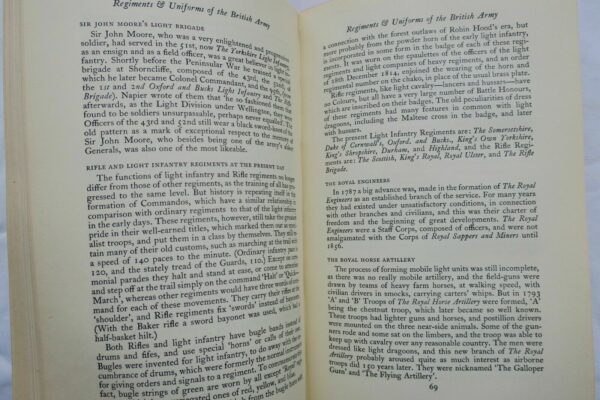 Regiments & Uniforms of the British Army
SIR JOHN MOORE'S LIGHT BRIGADE
Sir John Moore, who was a very enlightened and progressive
soldier, had served in the 51st, now The Yorkshire Light Infantry,
as an ensign and as a field officer, was a great believer in light in-
fantry. Shortly before the Peninsular War he trained a special
brigade at Shorncliffe, composed of the 43rd, the 52nd, of
which he later became Colonel Commandant, and the 95th, (now
the 1st and 2nd Oxford and Bucks Light Infantry and The Rifle
Brigade). Napier wrote of them that 'be so fashioned them that
afterwards, as the Light Division under Wellington, they were
found to be soldiers unsurpassable, perhaps never equalled.' The
Officers of the 43rd and 52nd still wear a black sword-knot of the
old pattern as a mark of exceptional respect to the memory of
Sir John Moore, who besides being one of the army's ablest
Generals, was also one of the most likeable.
RIFLE AND LIGHT INFANTRY REGIMENTS AT THE PRESENT DAY
The functions of light infantry and Rifle regiments no longer
differ from those of other regiments, as the training of all has pro-
gressed to the same level. But history is repeating itself in the
formation of Commandos, which have a similar relationship in
comparison with ordinary regiments to that of the light infantry
in the early days. These regiments, however, still take the greatest
pride in their well-earned titles, which marked them out as spec-
ialist troops, and put them in a class by themselves. They still re-
tain many of their old customs, such as marching at the trail with
a speed of 140 paces to the minute. (Ordinary infantry pace is
120, and the stately tread of the Guards, 110.) Except on cere-
monial parades they halt and stand at ease, or come to attention
and step off at the trail simply on the command 'Halt' or 'Quick-
March', whereas other regiments would have three words of com-
mand for each of these movements. They carry their rifles at the
'shoulder', and Rifle regiments fix 'swords' instead of bayonets.
(With the Baker rifle a sword bayonet was used, which had a
half-basket hilt.)
Both Rifles and light infantry have bugle bands instead of
drums and fifes, and use special 'horns' or calls of their own.
Bugles were invented for light infantry, to do away with the en-
cumbrance of drums, which were formerly the normal instrument
for giving orders and signals to a regiment. To compensate for this
fact, bugle strings of green are worn by all except 'Royal' regi-
from the bugle have said
Regiments & Uniforms of the British Army
a connection with the forest outlaws of Robin Hood's era, but
more probably from the powder horn of the early light infantry,
is incorporated in some form in the badge of each of these regi-
ments. It was worn on the epaulettes of the officers of the light
regiments and light companies of heavy regiments, and an order
of 18th December 1814, enjoined the wearing of the horn and
regimental number on the chako, in place of the usual brass plate.
Rifle regiments, like light cavalry—lancers and hussars—have
no Colours, but all have a very large number of Battle Honours,
which are inscribed on their badges. The old peculiarities of dress
of these regiments had many features in common with light
dragoons, including the Maltese cross in the badge, and later
with hussars.
The present Light Infantry Regiments are: The Somersetshire,
Duke of Cornwall's, Oxford, and Bucks., King's Own Yorkshire,
King's Shropshire, Durham, and Highland, and the Rifle Regi-
ments are: The Scottish, King's Royal, Royal Ulster, and The Rifle
Brigade.
THE ROYAL ENGINEERS
In 1787 a big advance was, made in the formation of The Royal
Engineers as an established branch of the service. For many years
they had existed under unsatisfactory conditions, in connection
with other branches and civilians, and this was their charter of
freedom and the beginning of great developments. The Royal
Engineers were a Staff Corps, composed of officers, and were not
amalgamated with the Corps of Royal Sappers and Miners until
1856.
THE ROYAL HORSE ARTILLERY
The process of forming mobile light units was still incomplete,
as there was no really mobile artillery, and the field-guns were
drawn by teams of heavy farm horses, at walking speed, with
civilian drivers in smocks, carrying carters' whips. But in 1793
'A' and 'B' Troops of The Royal Horse Artillery were formed, 'A'
being the chestnut troop, which later became so well known.
These troops had lighter guns and horses, and postillion drivers
were mounted on the three near-side animals. Some of the gun-
ners rode and some sat on the limbers, and the troop was able to
keep up with cavalry over any reasonable country. The men were
dressed like light dragoons, and this new branch of The Royal
Artillery probably aroused quite as much interest as airborne
troops did 150 years later. They were nicknamed 'The Galloper
Guns' and 'The Flying Artillery'.
69